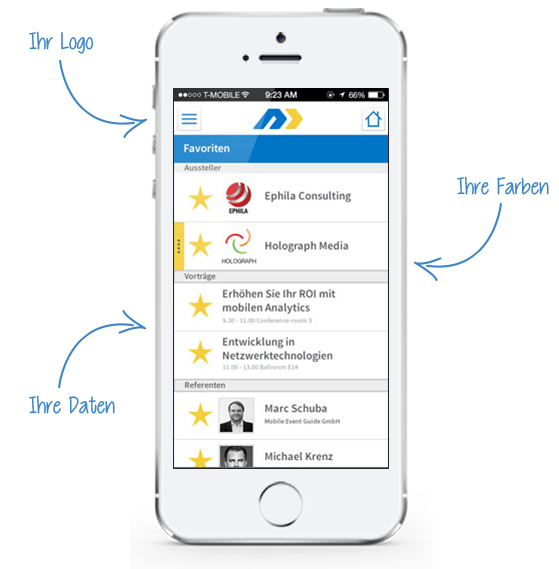 Ihr Logo
T-MOBILE 9:23 AM 66%
Favoriten
Aussteller
EPHILA
Ephila Consulting
HOLOGRAPH
Holograph Media
Vorträge
Erhöhen Sie Ihr ROI mit
mobilen Analytics
9.30 - 11.00 Conference-room 3
Entwicklung in
Netzwerktechnologien
11.00 - 13.00 Ballroom E14
Referenten
Marc Schuba
Mobile Event Guide GmbH
Michael Krenz
Ihre Farben
Ihre Daten